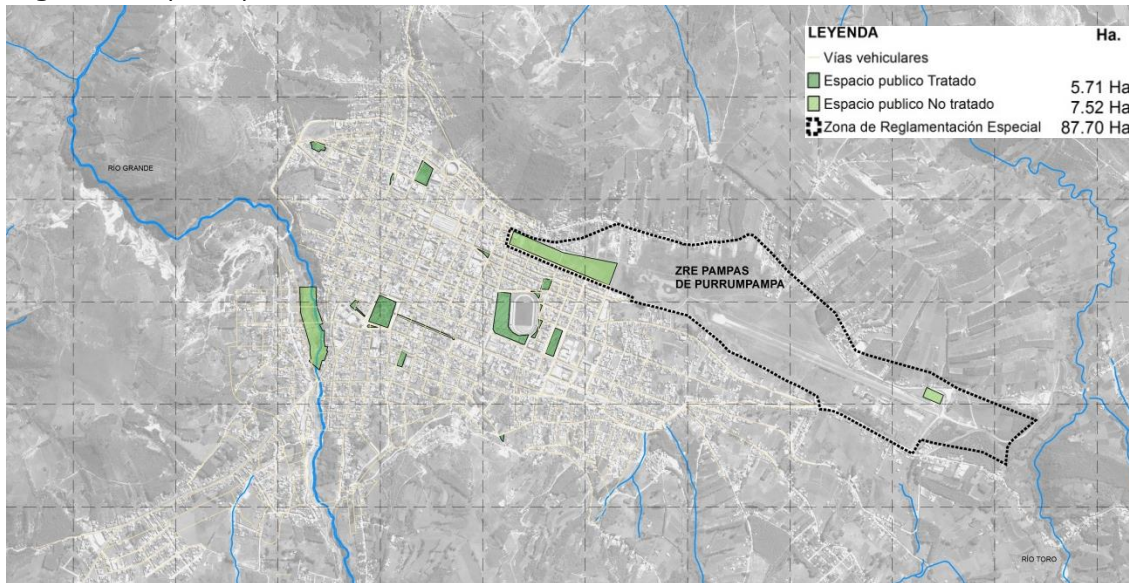 LEYENDA Ha.
Vías vehiculares
Espacio publico Tratado 5.71 Ha
Espacio publico No tratado 7.52 Ha
Zona de Reglamentación Especial 87.70 Ha
RÍO GRANDE
ZRE PAMPAS
DE PURRUMPAMPA
RÍO TORO